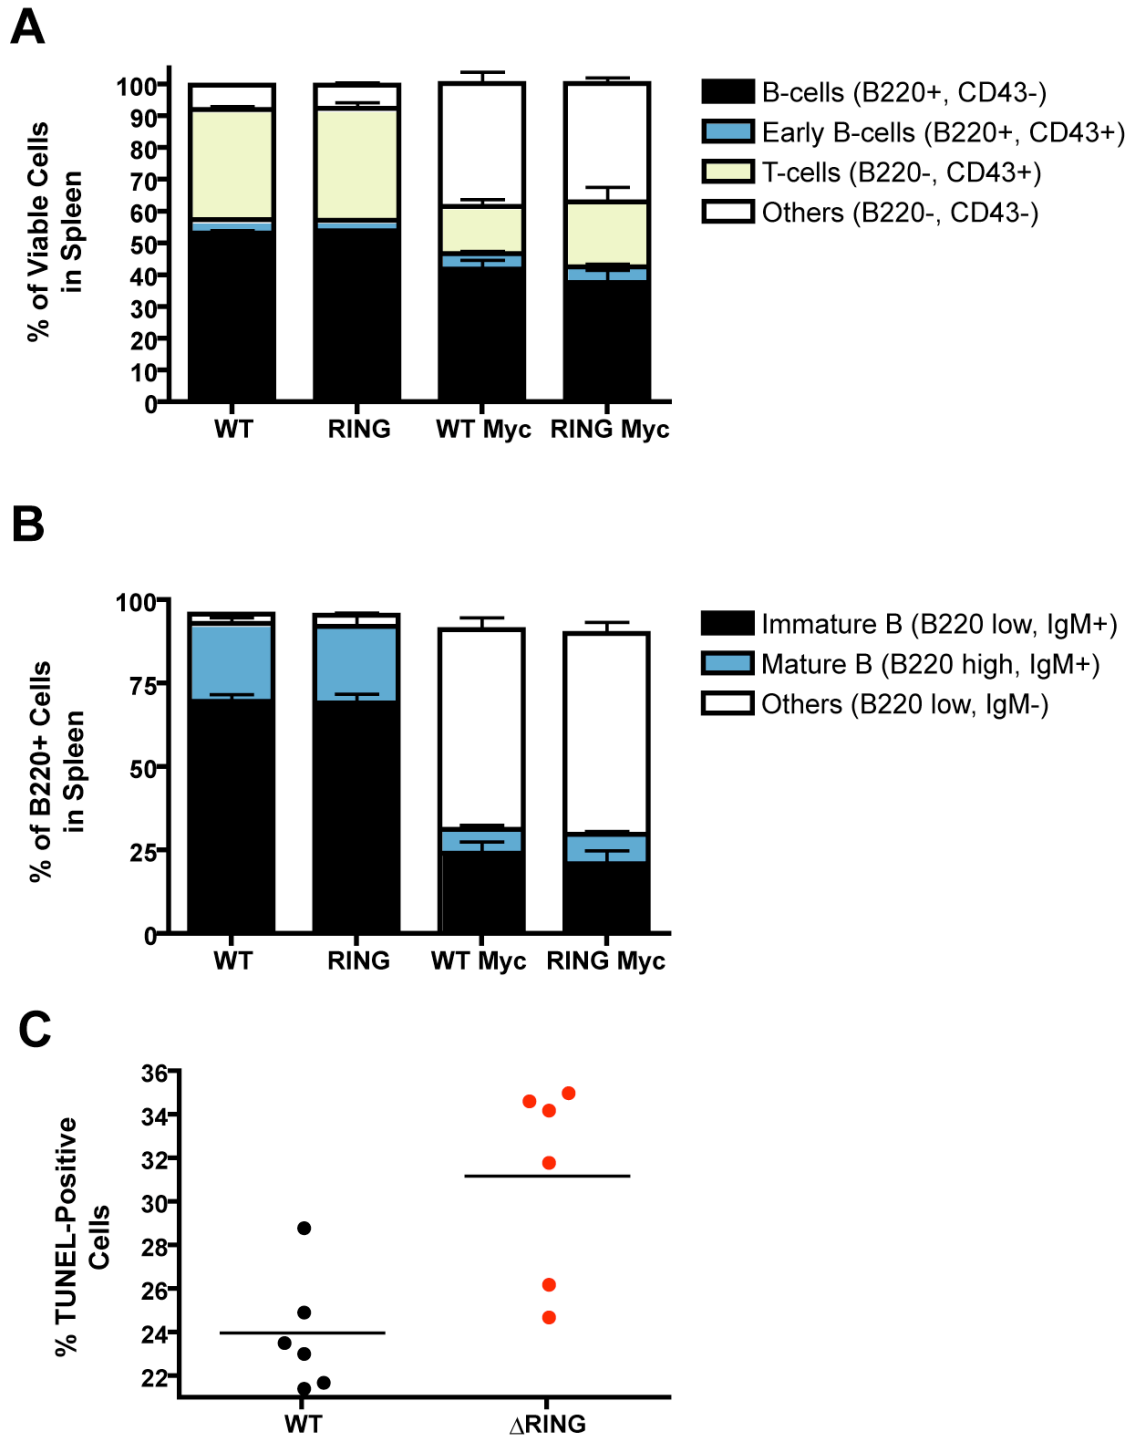 A
% of Viable Cells
in Spleen
100
90
80
70
60
50
40
30
20
10
0
WT
RING
WT Myc
RING Myc
B-cells (B220+, CD43-)
Early B-cells (B220+, CD43+)
T-cells (B220-, CD43+)
Others (B220-, CD43-)
B
% of B220+ Cells
in Spleen
100
75
50
25
0
WT
RING
WT Myc
RING Myc
Immature B (B220 low, IgM+)
Mature B (B220 high, IgM+)
Others (B220 low, IgM-)
C
% TUNEL-Positive
Cells
36
34
32
30
28
26
24
22
WT
∆RING